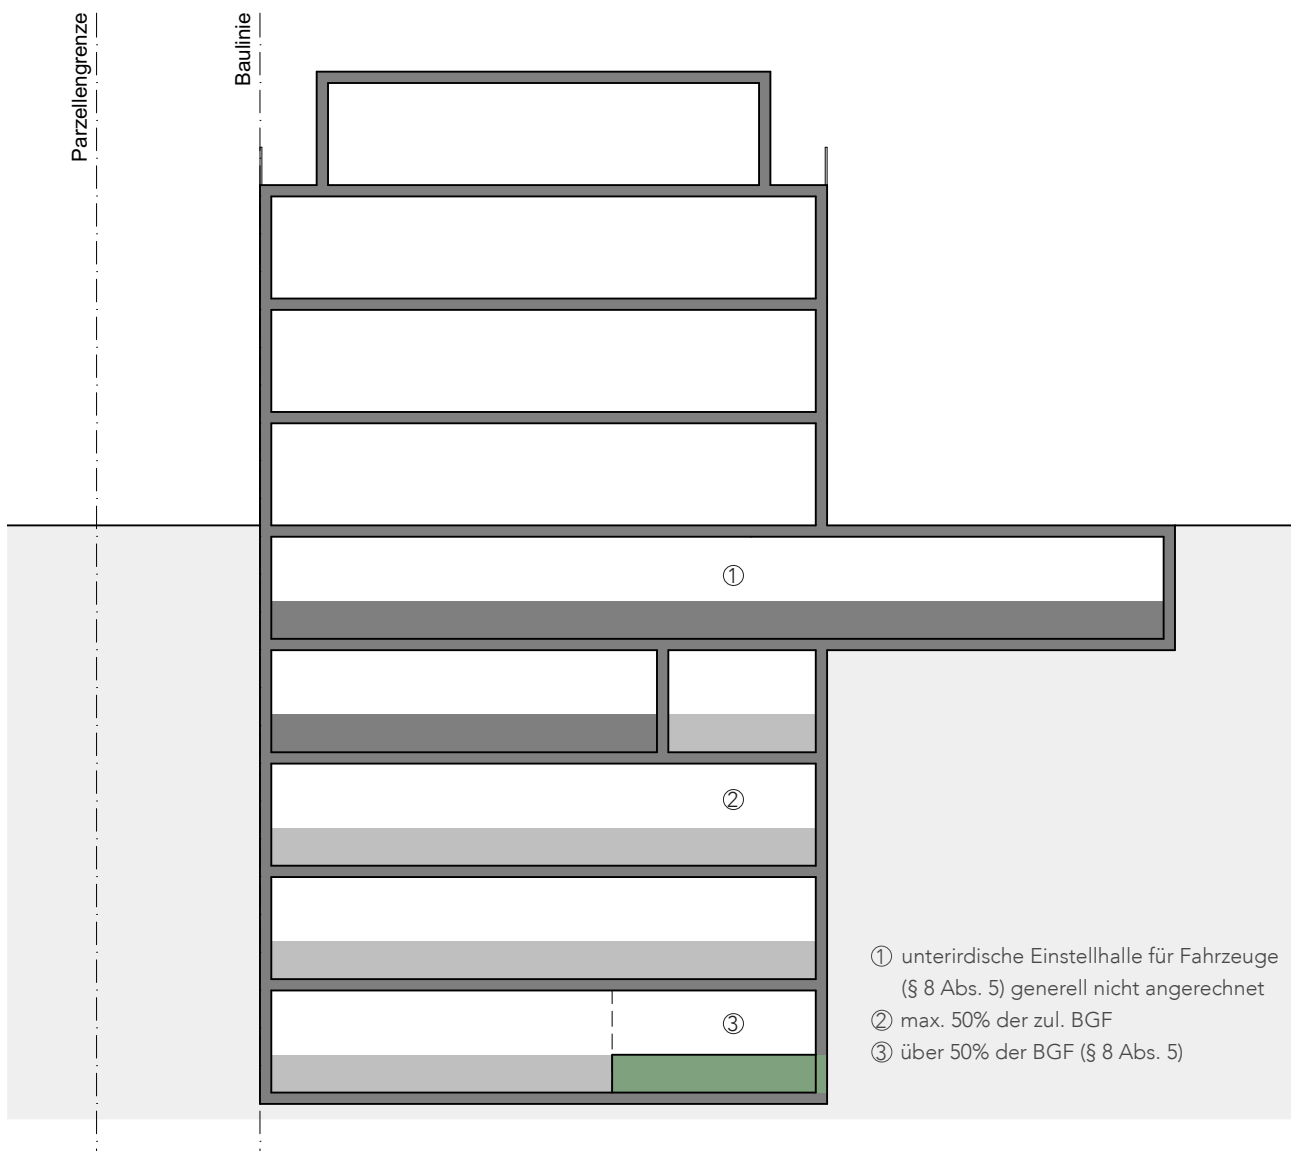 Parzellengrenze
Baulinie
①
②
③
① unterirdische Einstellhalle für Fahrzeuge
(§ 8 Abs. 5) generell nicht angerechnet
② max. 50% der zul. BGF
③ über 50% der BGF (§ 8 Abs. 5)